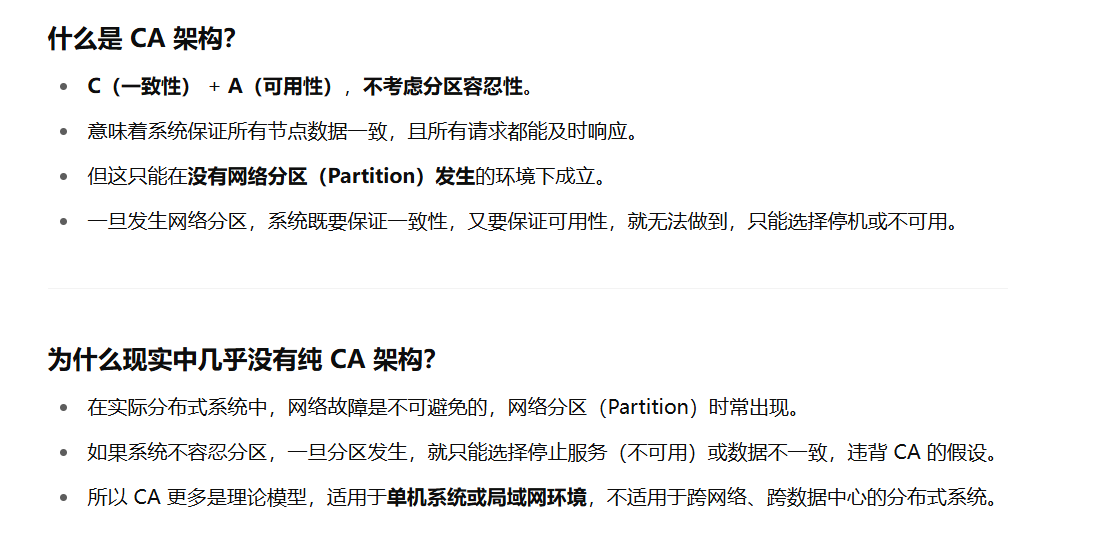 什么是 CA 架构？
C（一致性） + A（可用性），不考虑分区容忍性。
意味着系统保证所有节点数据一致，且所有请求都能及时响应。
但这只能在没有网络分区（Partition）发生的环境下成立。
一旦发生网络分区，系统既要保证一致性，又要保证可用性，就无法做到，只能选择停机或不可用。
为什么现实中几乎没有纯 CA 架构？
在实际分布式系统中，网络故障是不可避免的，网络分区（Partition）时常出现。
如果系统不容忍分区，一旦分区发生，就只能选择停止服务（不可用）或数据不一致，违背 CA 的假设。
所以 CA 更多是理论模型，适用于单机系统或局域网环境，不适用于跨网络、跨数据中心的分布式系统。